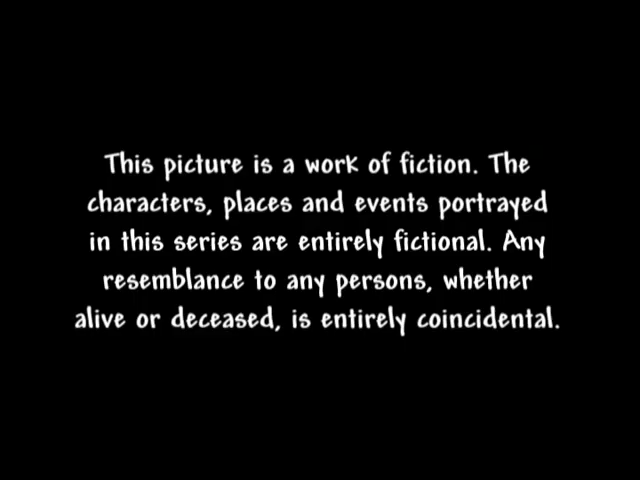 This picture is a work of fiction. The
characters, places and events portrayed
in this series are entirely fictional. Any
resemblance to any persons, whether
alive or deceased, is entirely coincidental.